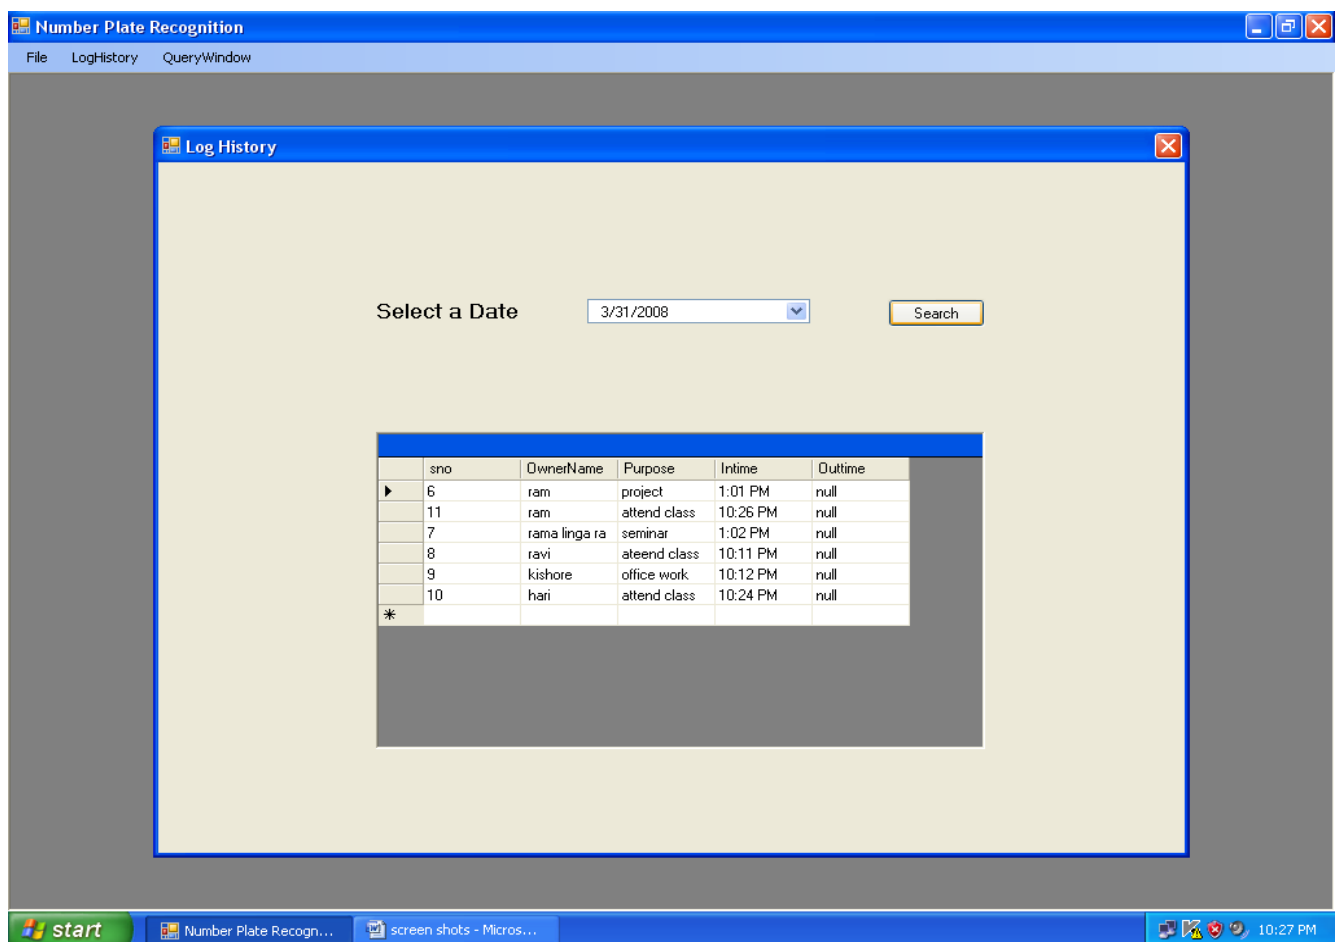 Number Plate Recognition
File LogHistory QueryWindow
Log History
Select a Date 3/31/2008 Search
sno OwnerName Purpose Intime Outtime
6 ram project 1:01 PM null
11 ram attend class 10:26 PM null
7 rama linga ra seminar 1:02 PM null
8 ravi ateend class 10:11 PM null
9 kishore office work 10:12 PM null
10 hari attend class 10:24 PM null
start Number Plate Recogn... screen shots - Micros... 10:27 PM